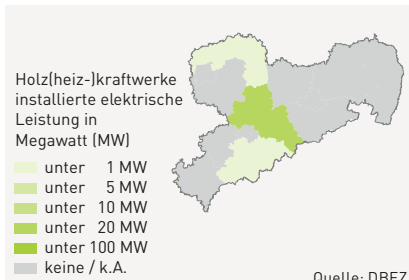 Holz(heiz-)kraftwerke
installierte elektrische
Leistung in
Megawatt (MW)
unter 1 MW
unter 5 MW
unter 10 MW
unter 20 MW
unter 100 MW
keine / k.A.
Quelle: DBFZ